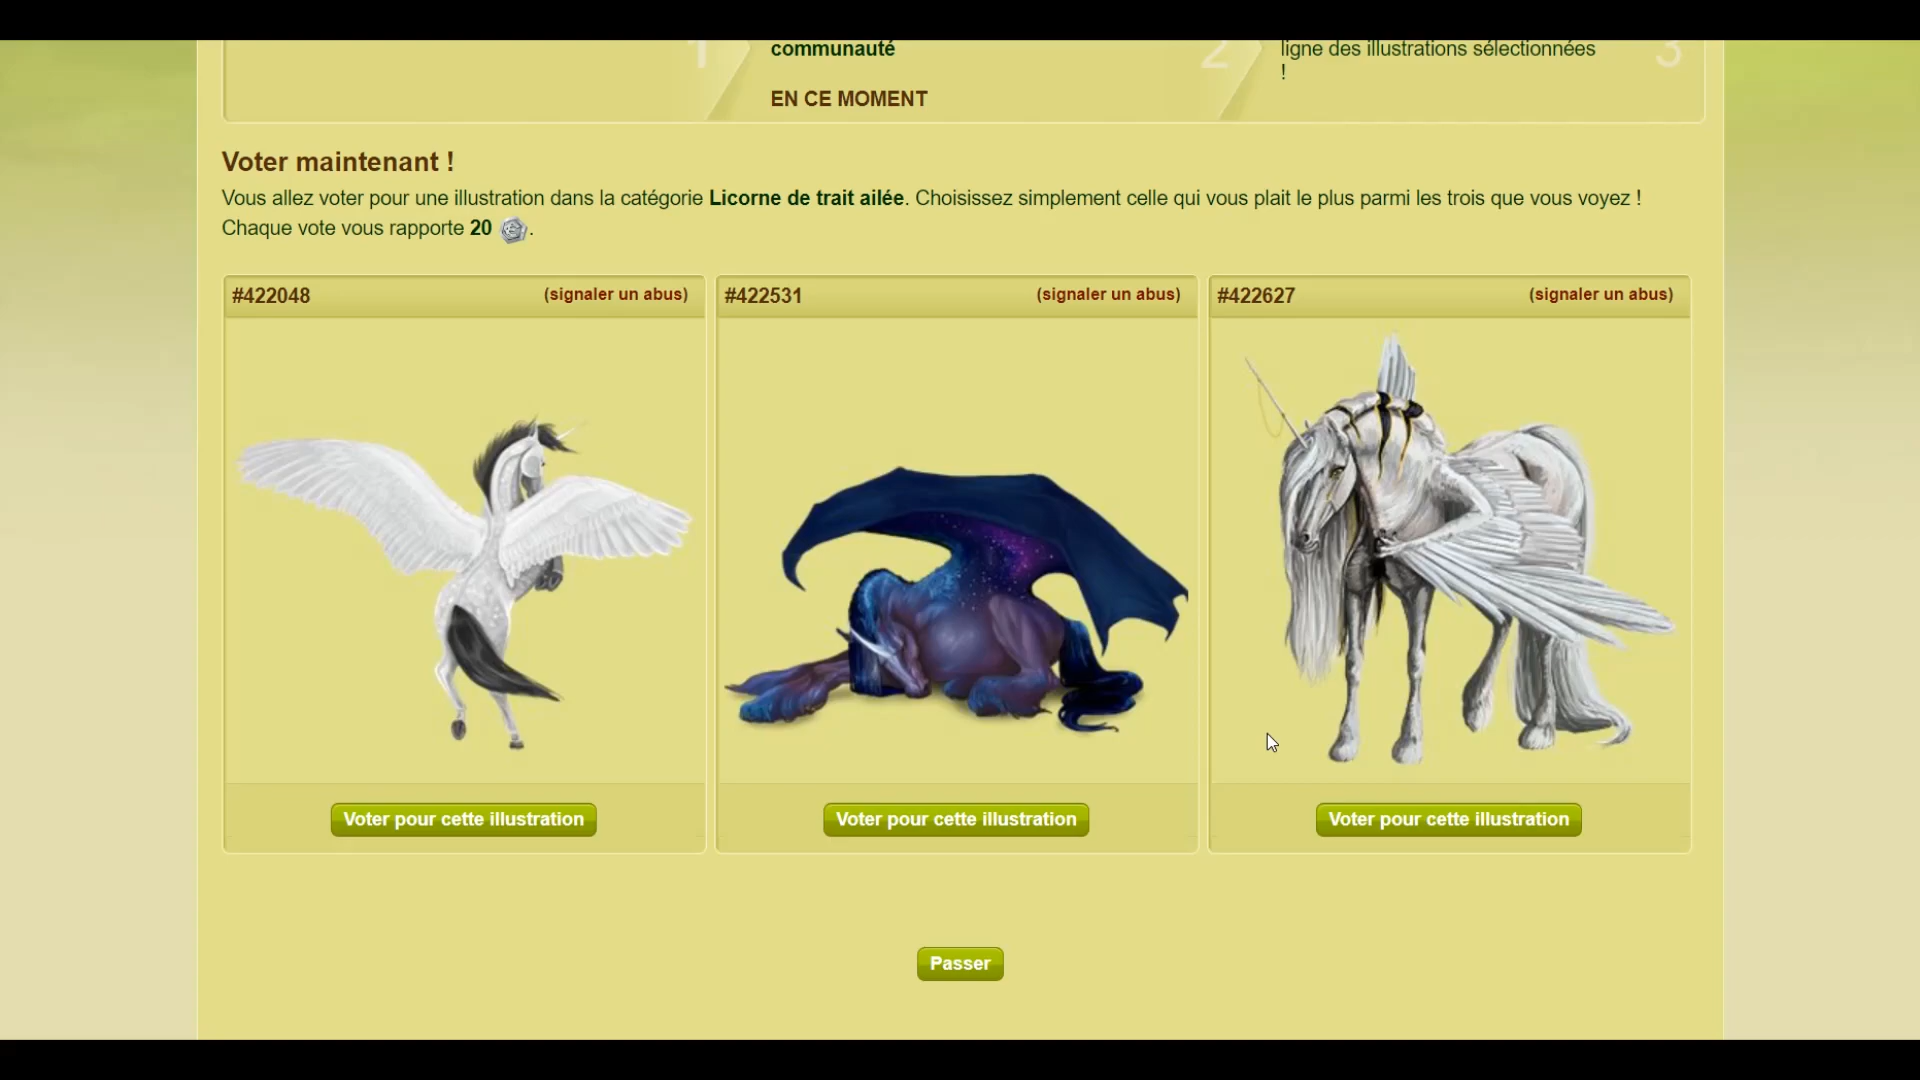 1
communauté
EN CE MOMENT
2
ligne des illustrations sélectionnées
!
3
Voter maintenant !
Vous allez voter pour une illustration dans la catégorie Licorne de trait ailée. Choisissez simplement celle qui vous plait le plus parmi les trois que vous voyez !
Chaque vote vous rapporte 20 .
#422048 (signaler un abus)
#422531 (signaler un abus)
#422627 (signaler un abus)
Voter pour cette illustration
Voter pour cette illustration
Voter pour cette illustration
Passer